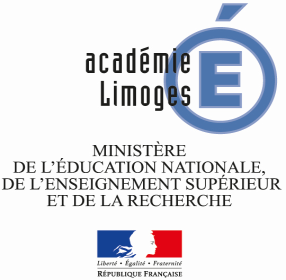 académie
Limoges
É
MINISTÈRE
DE L'ÉDUCATION NATIONALE,
DE L'ENSEIGNEMENT SUPÉRIEUR
ET DE LA RECHERCHE
Liberté • Égalité • Fraternité
RÉPUBLIQUE FRANÇAISE